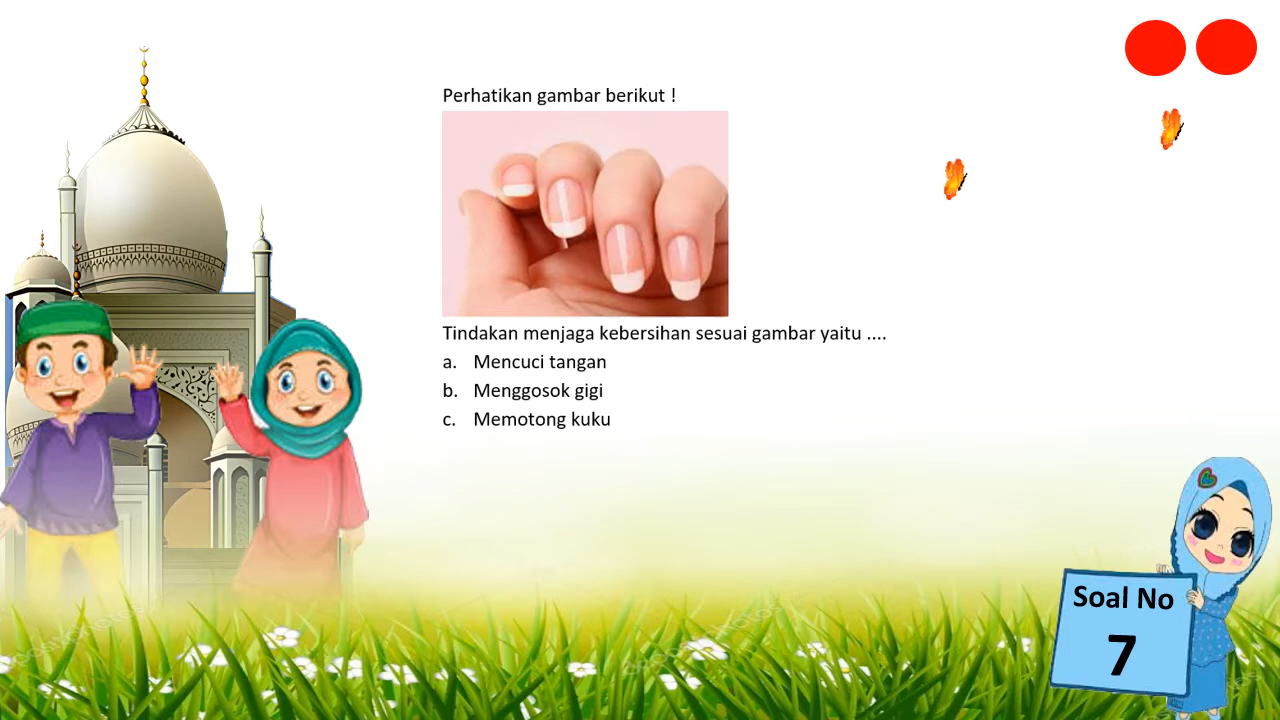 Perhatikan gambar berikut !
Tindakan menjaga kebersihan sesuai gambar yaitu ....
a. Mencuci tangan
b. Menggosok gigi
c. Memotong kuku
Soal No
7